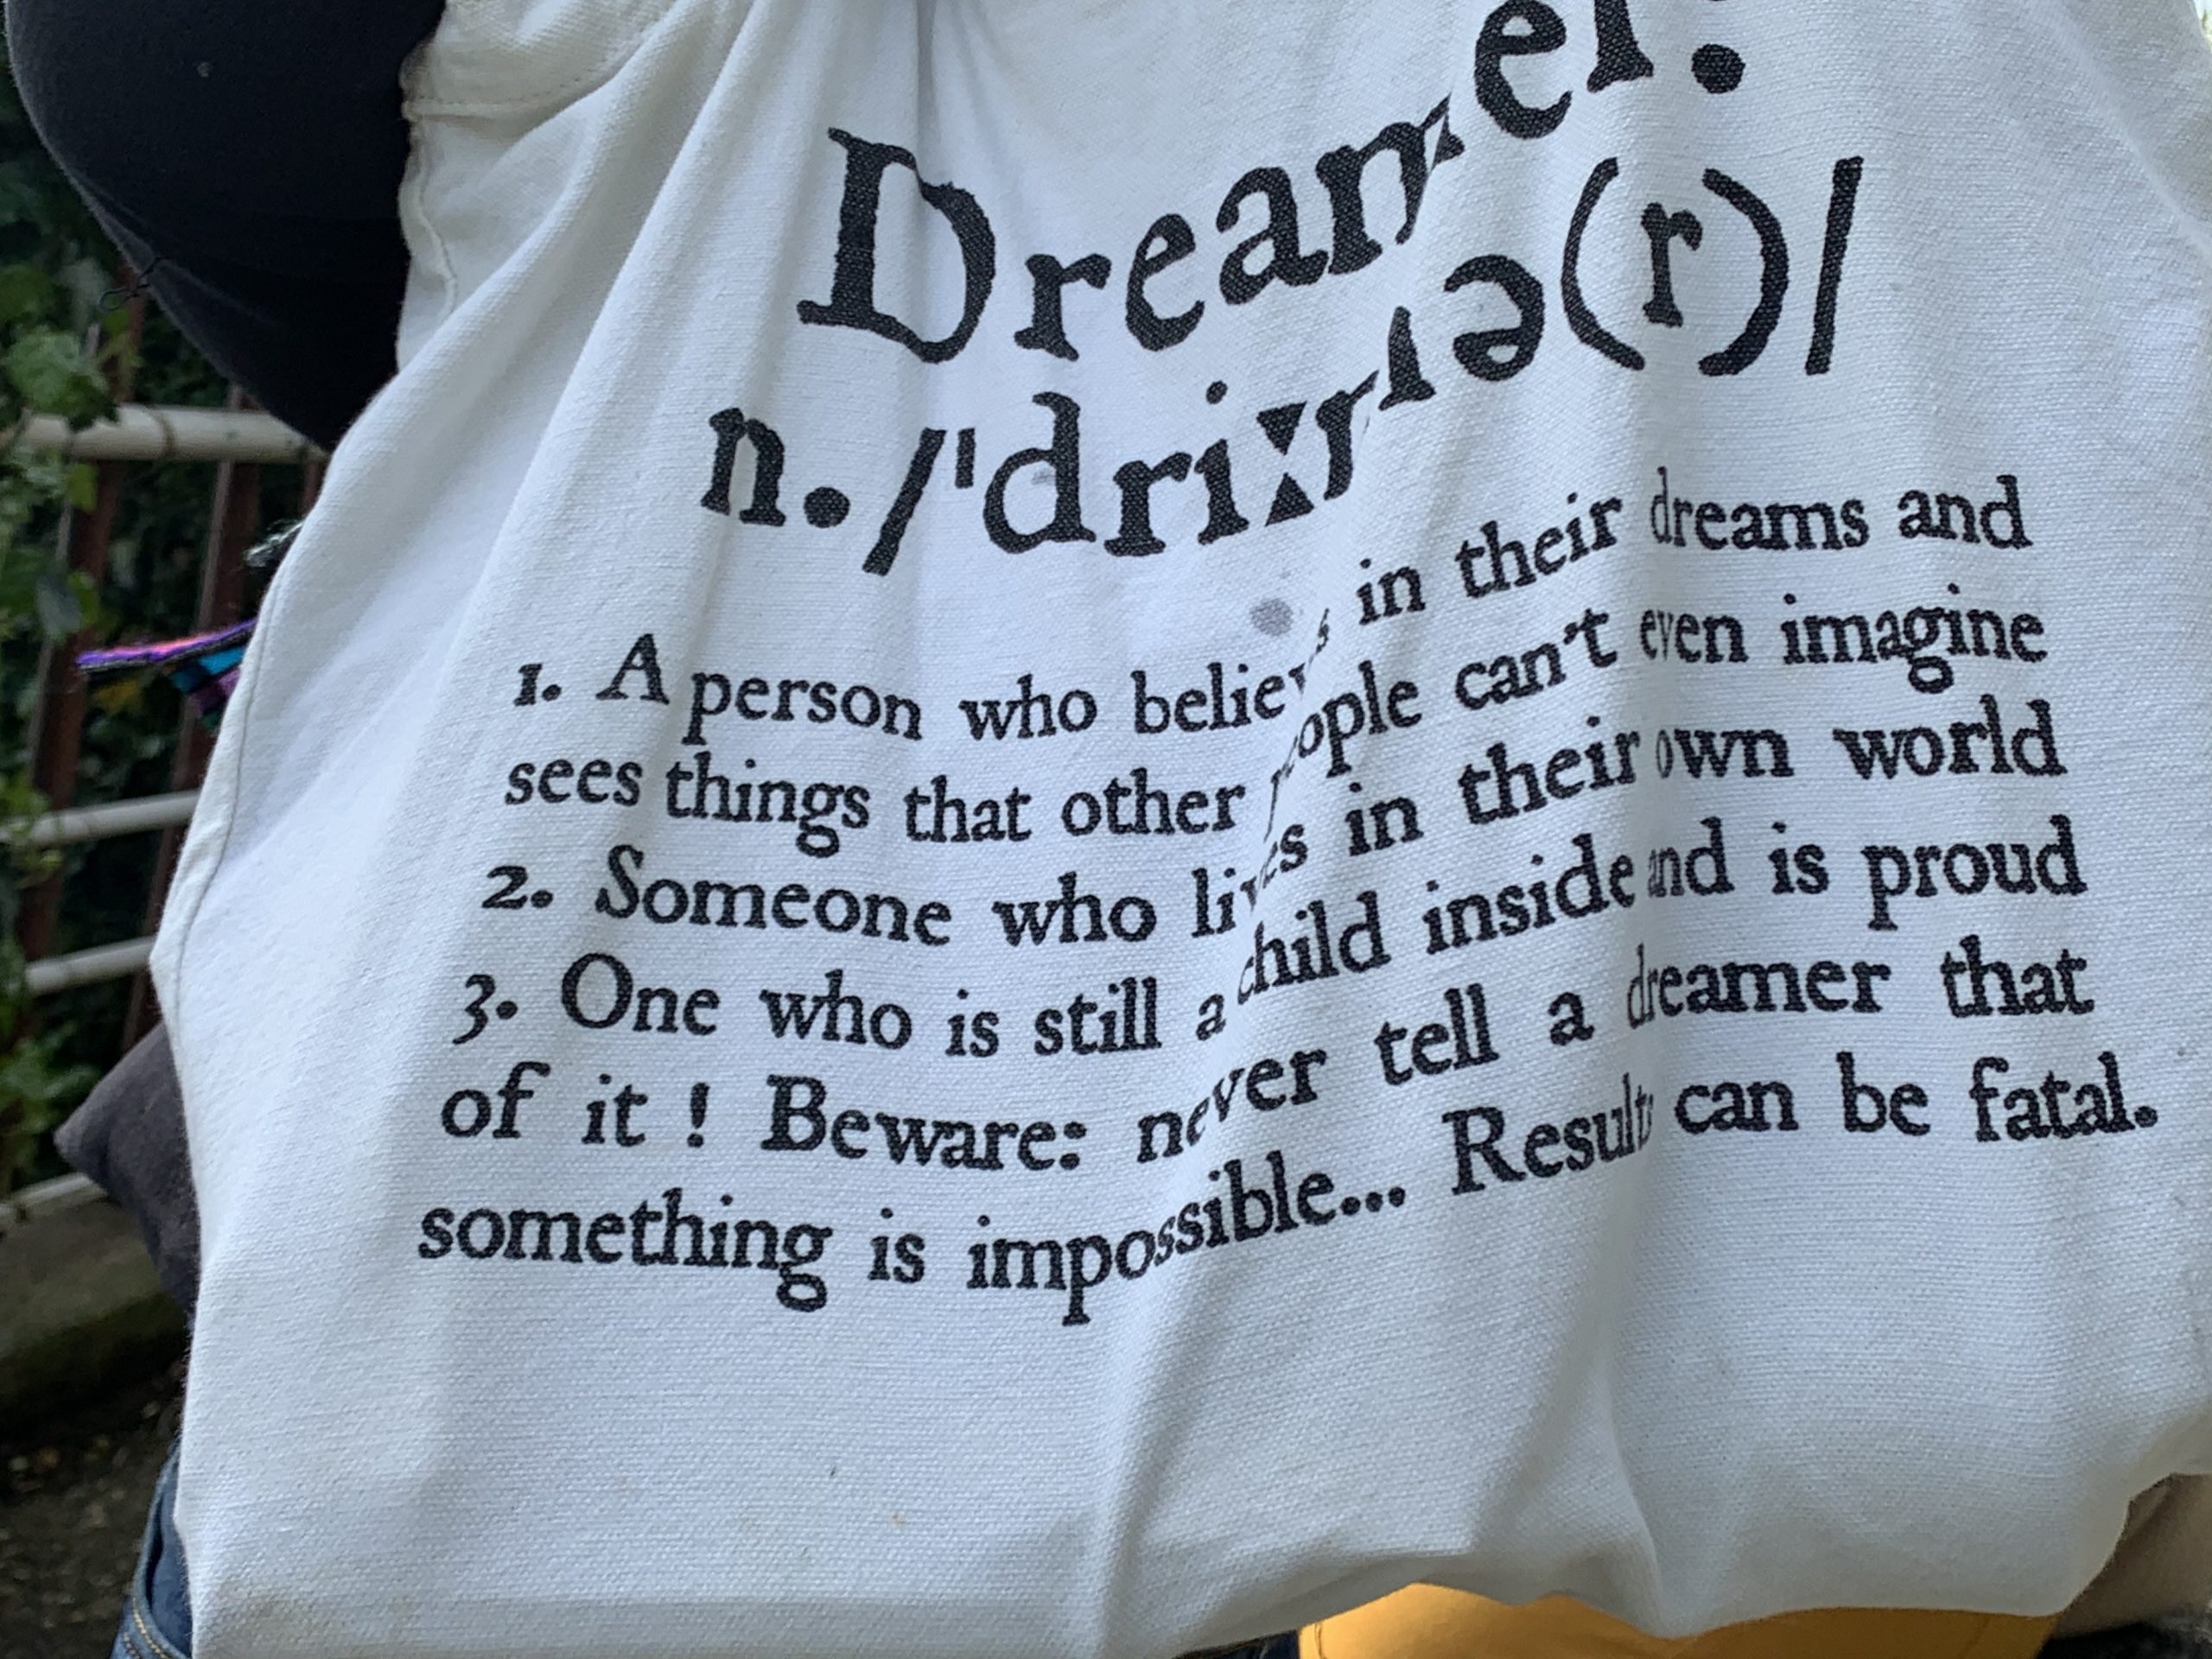 Dreamer:
n./ˈdriːmə(r)/
1. A person who believes in their dreams and
sees things that other people can't even imagine
2. Someone who lives in their own world
3. One who is still a child inside and is proud
of it ! Beware: never tell a dreamer that
something is impossible... Results can be fatal.